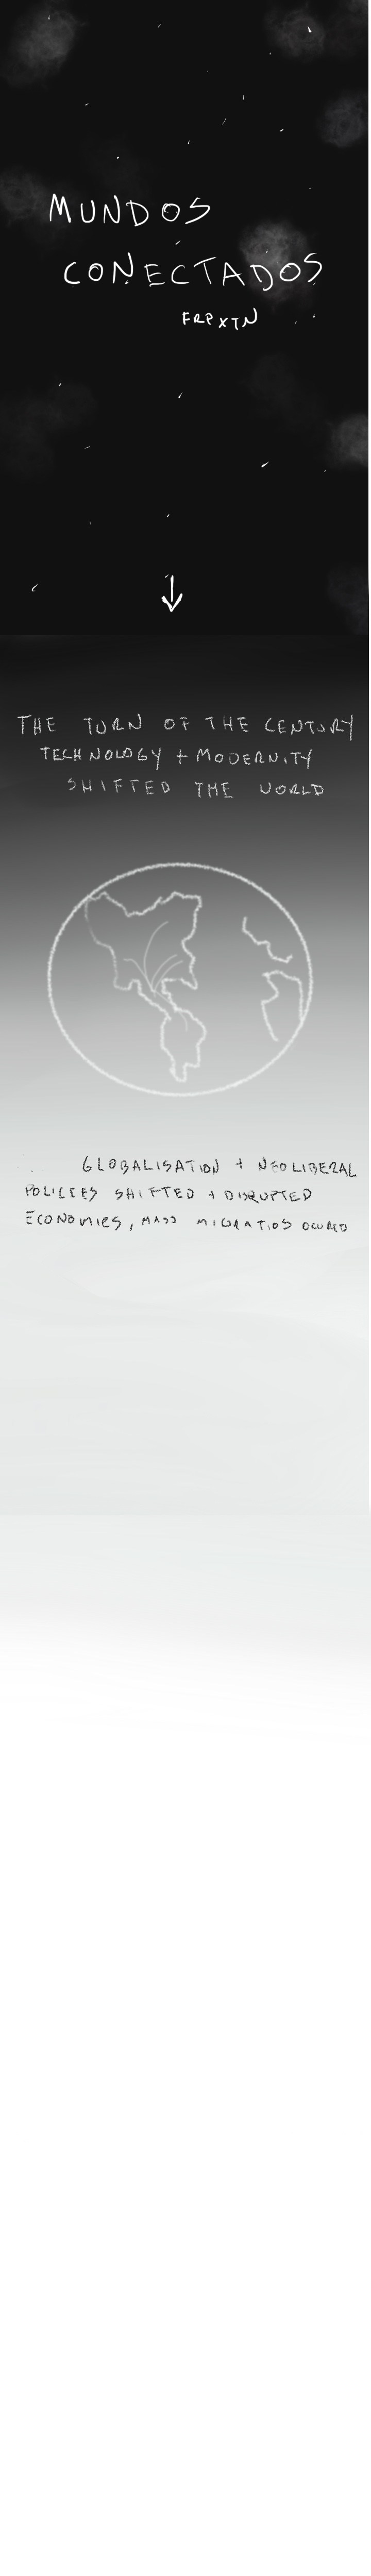 MUNDOS
CONECTADOS
FRPXTN
THE TURN OF THE CENTURY
TECHNOLOGY + MODERNITY
SHIFTED THE WORLD
GLOBALISATION + NEOLIBERAL
POLICIES SHIFTED + DISRUPTED
ECONOMIES, MASS MIGRATIOS OCURED